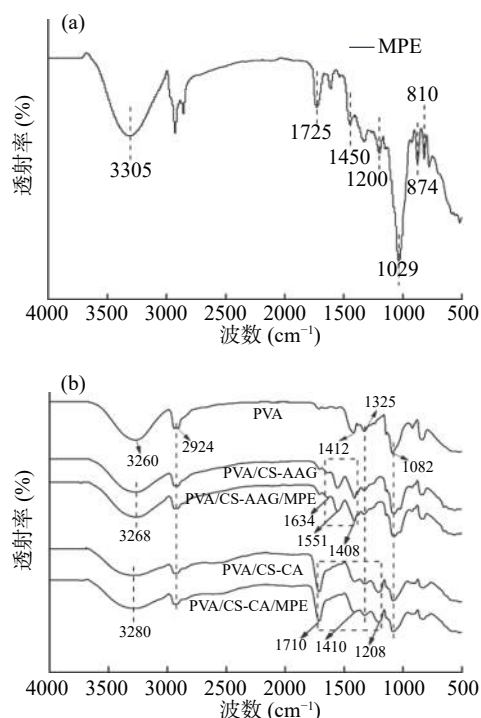 (a)
MPE
810
1725
3305
1450
1200
874
1029
透射率 (%)
4000 3500 3000 2500 2000 1500 1000 500
波数 (cm⁻¹)
(b)
1325
PVA
2924
3260
1412
1082
PVA/CS-AAG
PVA/CS-AAG/MPE
1634
3268
1551
1408
PVA/CS-CA
PVA/CS-CA/MPE
3280
1710
1410
1208
透射率 (%)
4000 3500 3000 2500 2000 1500 1000 500
波数 (cm⁻¹)